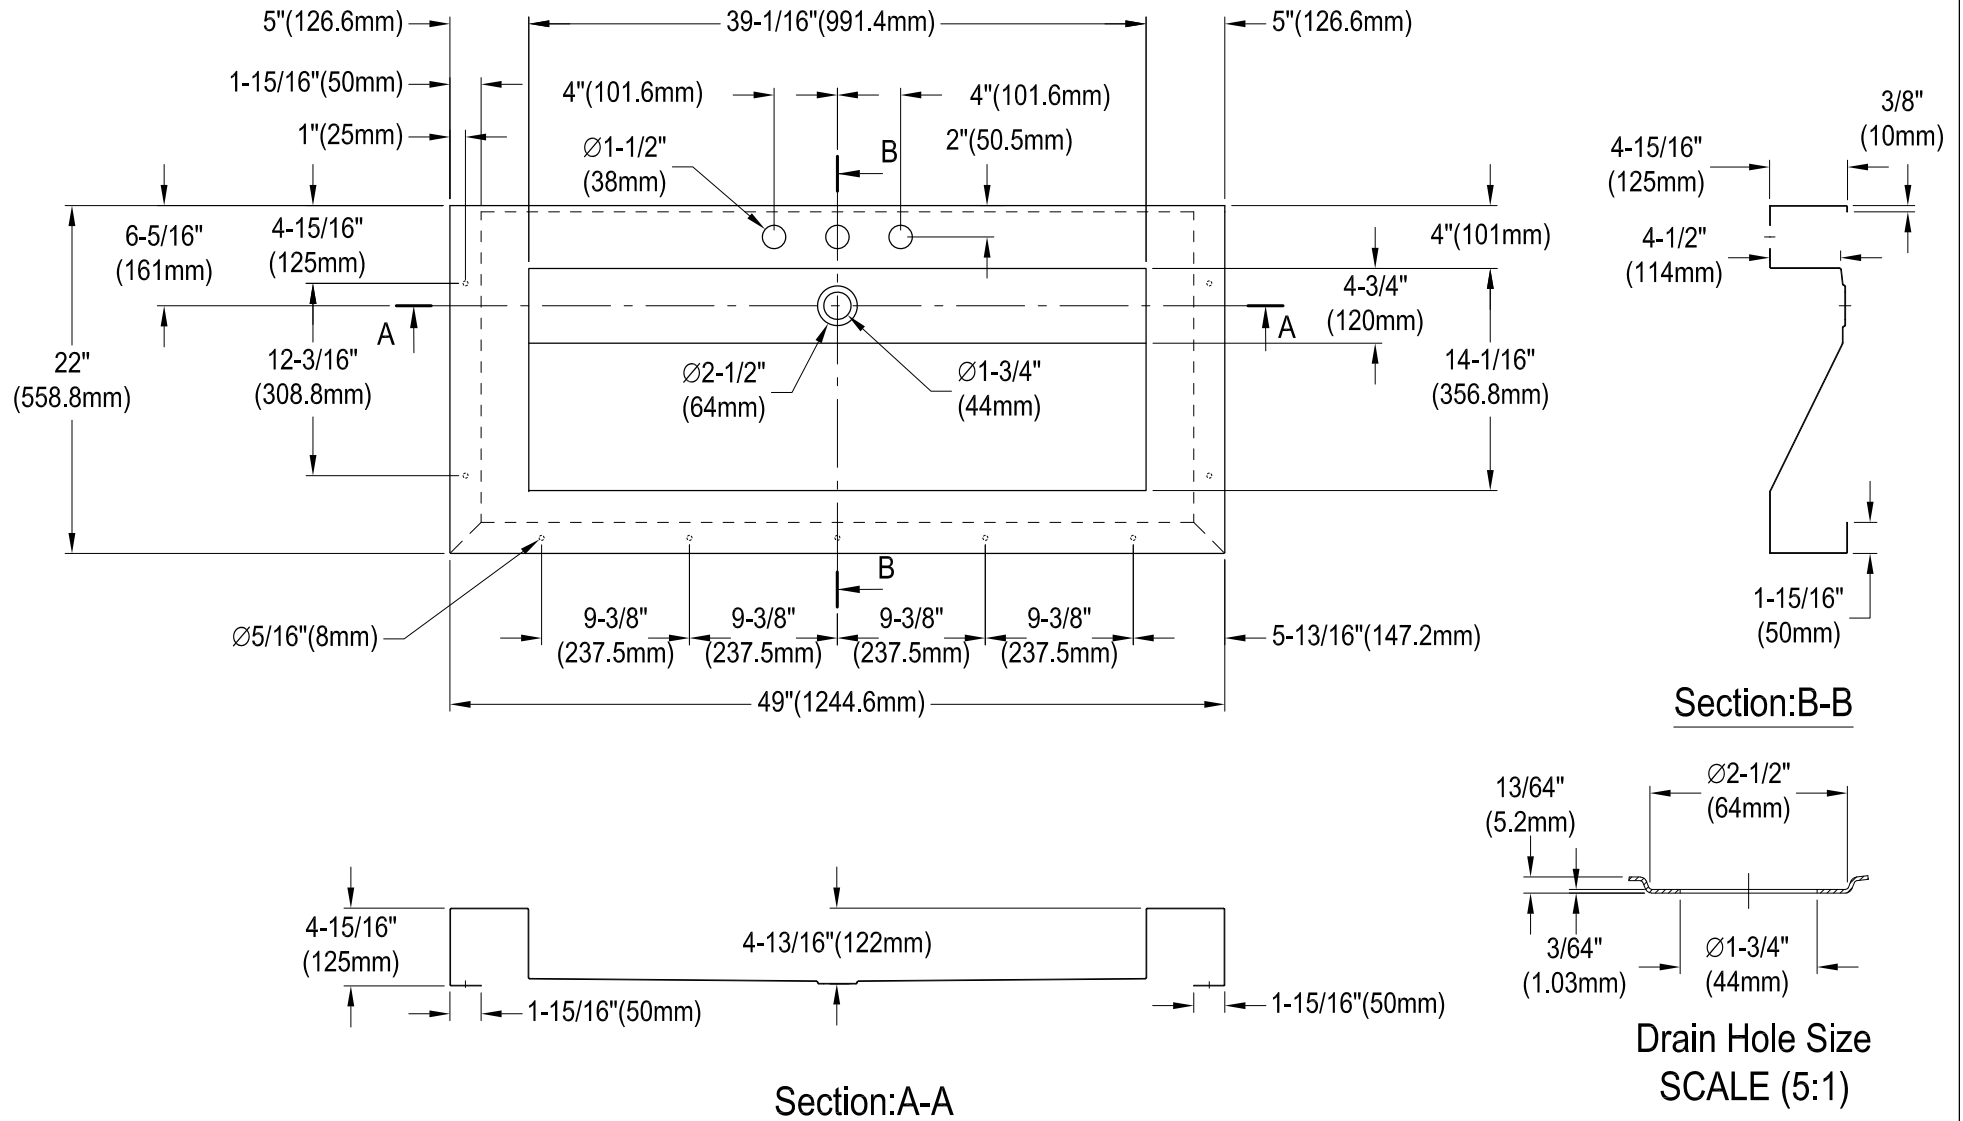 5"(126.6mm)
39-1/16"(991.4mm)
5"(126.6mm)
1-15/16"(50mm)
4"(101.6mm)
4"(101.6mm)
1"(25mm)
2"(50.5mm)
∅1-1/2"
(38mm)
B
3/8"
(10mm)
4-15/16"
(125mm)
6-5/16"
(161mm)
4-15/16"
(125mm)
4"(101mm)
4-1/2"
(114mm)
4-3/4"
(120mm)
A
A
22"
(558.8mm)
12-3/16"
(308.8mm)
∅2-1/2"
(64mm)
∅1-3/4"
(44mm)
14-1/16"
(356.8mm)
B
∅5/16"(8mm)
9-3/8"
(237.5mm)
9-3/8"
(237.5mm)
9-3/8"
(237.5mm)
9-3/8"
(237.5mm)
5-13/16"(147.2mm)
1-15/16"
(50mm)
49"(1244.6mm)
Section:B-B
13/64"
(5.2mm)
∅2-1/2"
(64mm)
4-15/16"
(125mm)
4-13/16"(122mm)
1-15/16"(50mm)
1-15/16"(50mm)
3/64"
(1.03mm)
∅1-3/4"
(44mm)
Drain Hole Size
SCALE (5:1)
Section:A-A